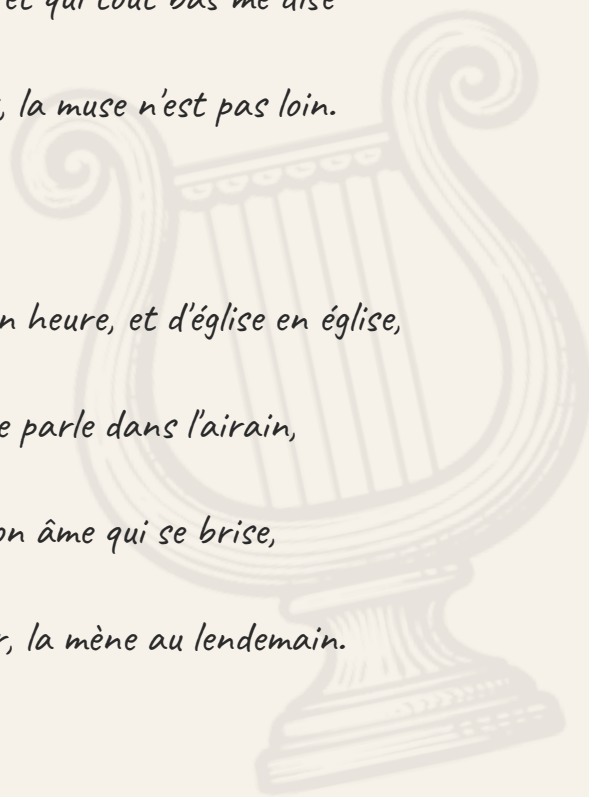 et qui tout bas me dise
, la muse n'est pas loin.
n heure, et d'église en église,
e parle dans l'airain,
on âme qui se brise,
r, la mène au lendemain.